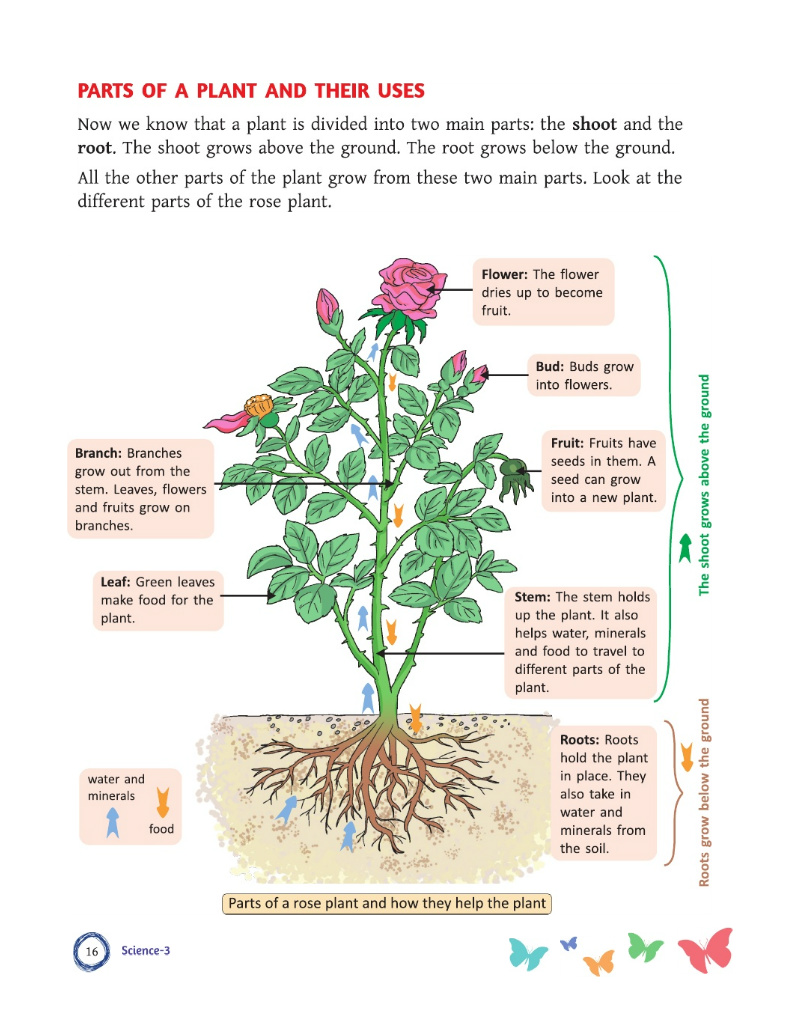 PARTS OF A PLANT AND THEIR USES
Now we know that a plant is divided into two main parts: the shoot and the
root. The shoot grows above the ground. The root grows below the ground.
All the other parts of the plant grow from these two main parts. Look at the
different parts of the rose plant.
Flower: The flower
dries up to become
fruit.
Bud: Buds grow
into flowers.
Fruit: Fruits have
seeds in them. A
seed can grow
into a new plant.
Branch: Branches
grow out from the
stem. Leaves, flowers
and fruits grow on
branches.
Leaf: Green leaves
make food for the
plant.
Stem: The stem holds
up the plant. It also
helps water, minerals
and food to travel to
different parts of the
plant.
The shoot grows above the ground
Roots: Roots
hold the plant
in place. They
also take in
water and
minerals from
the soil.
Roots grow below the ground
water and
minerals
food
Parts of a rose plant and how they help the plant
16
Science-3